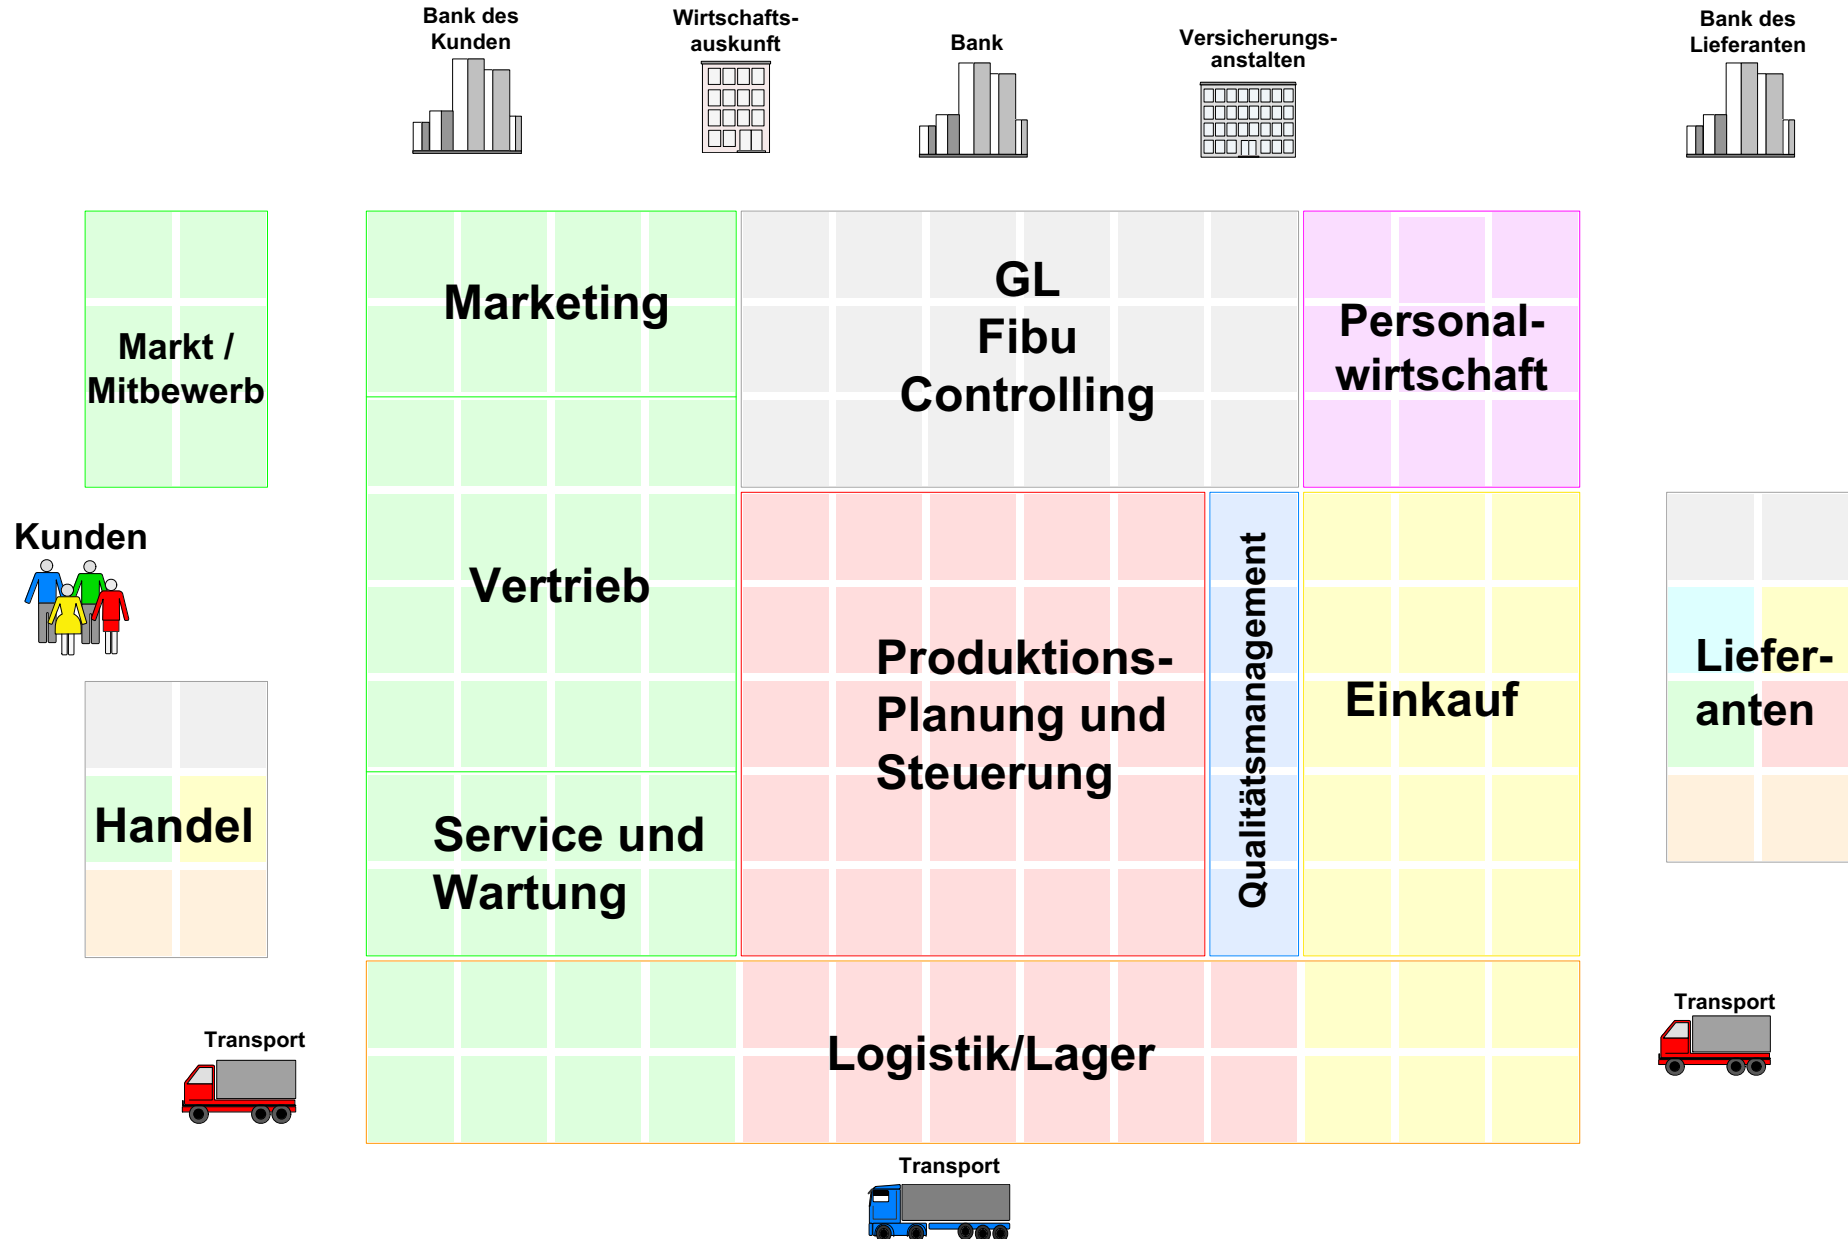 Bank des
Kunden
Wirtschafts-
auskunft
Bank
Versicherungs-
anstalten
Bank des
Lieferanten
Markt /
Mitbewerb
Marketing
GL
Fibu
Controlling
Personal-
wirtschaft
Kunden
Vertrieb
Produktions-
Planung und
Steuerung
Qualitätsmanagement
Einkauf
Liefer-
anten
Handel
Service und
Wartung
Logistik/Lager
Transport
Transport
Transport